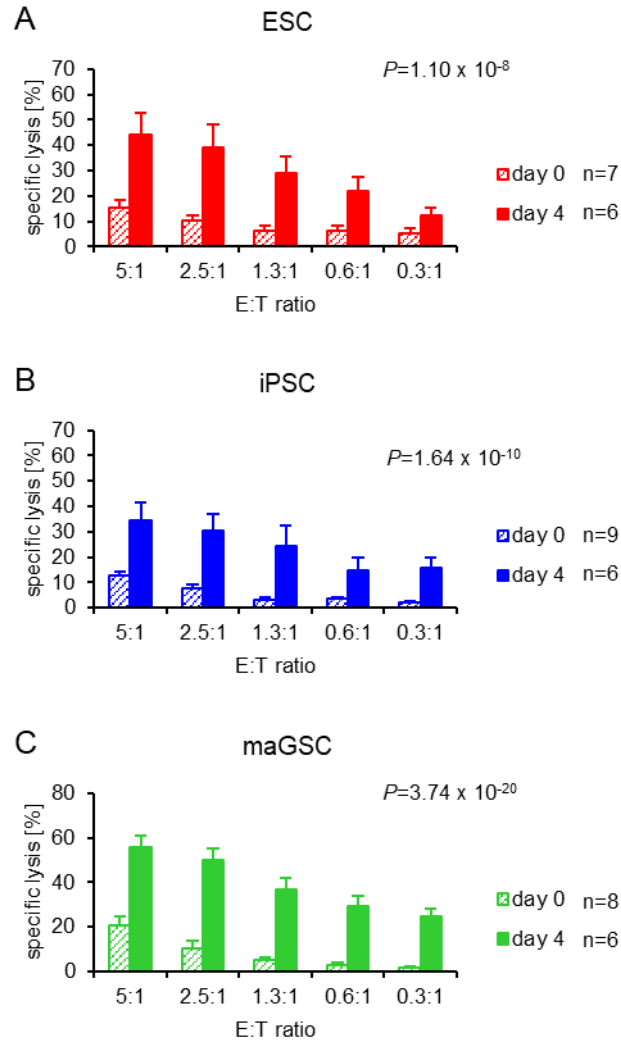 A
ESC
70
60
50
40
30
20
10
0
specific lysis [%]
P=1.10 x 10-8
day 0 n=7
day 4 n=6
5:1 2.5:1 1.3:1 0.6:1 0.3:1
E:T ratio
B
iPSC
70
60
50
40
30
20
10
0
specific lysis [%]
P=1.64 x 10-10
day 0 n=9
day 4 n=6
5:1 2.5:1 1.3:1 0.6:1 0.3:1
E:T ratio
C
maGSC
80
60
40
20
0
specific lysis [%]
P=3.74 x 10-20
day 0 n=8
day 4 n=6
5:1 2.5:1 1.3:1 0.6:1 0.3:1
E:T ratio